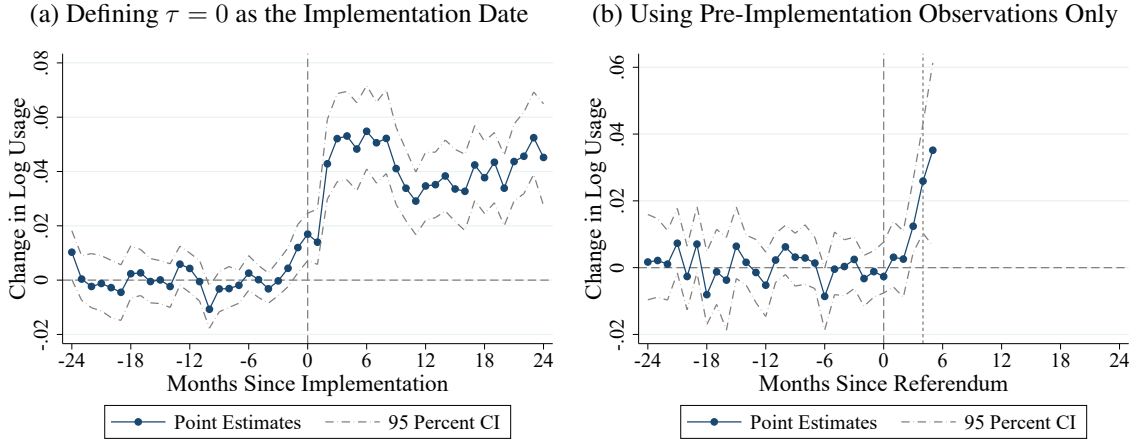 (a) Defining τ = 0 as the Implementation Date
Change in Log Usage
.08
.06
.04
.02
0
-.02
-24 -18 -12 -6 0 6 12 18 24
Months Since Implementation
Point Estimates 95 Percent CI
(b) Using Pre-Implementation Observations Only
Change in Log Usage
.06
.04
.02
0
-.02
-24 -18 -12 -6 0 6 12 18 24
Months Since Referendum
Point Estimates 95 Percent CI